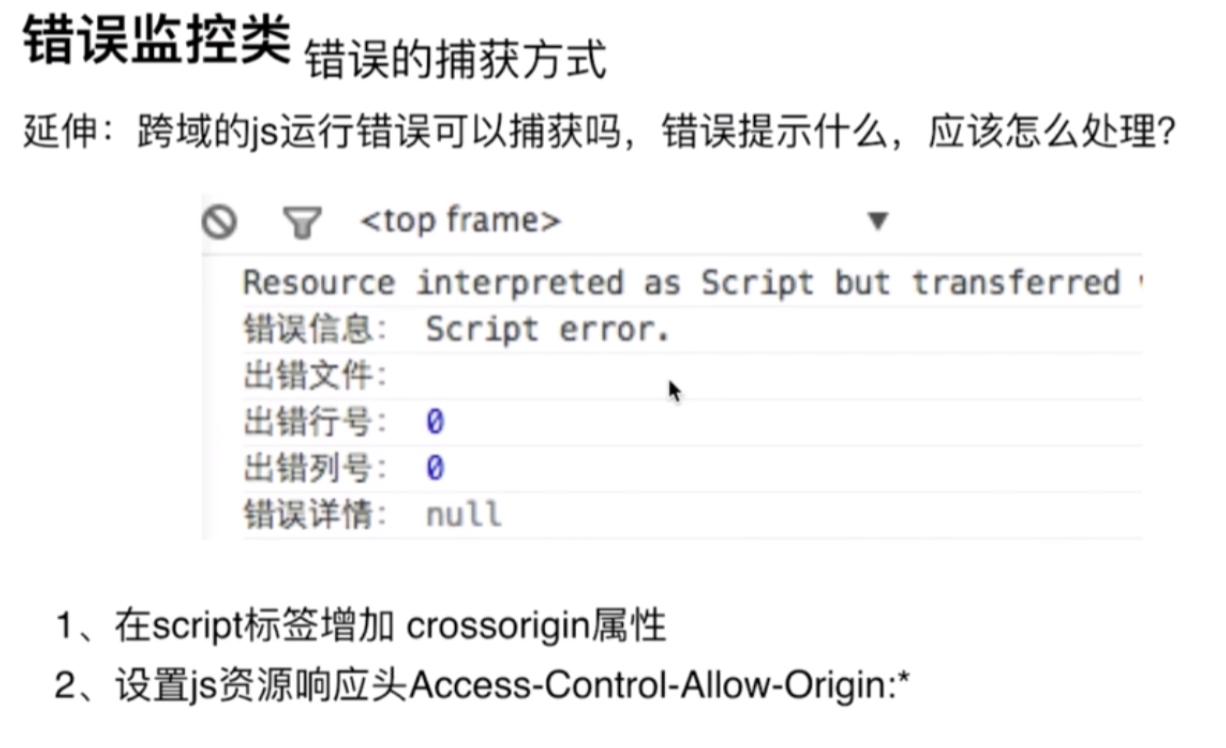 错误监控类 错误的捕获方式
延伸：跨域的js运行错误可以捕获吗，错误提示什么，应该怎么处理？
<top frame>
Resource interpreted as Script but transferred
错误信息： Script error.
出错文件：
出错行号： 0
出错列号： 0
错误详情： null
1、在script标签增加 crossorigin属性
2、设置js资源响应头Access-Control-Allow-Origin:*